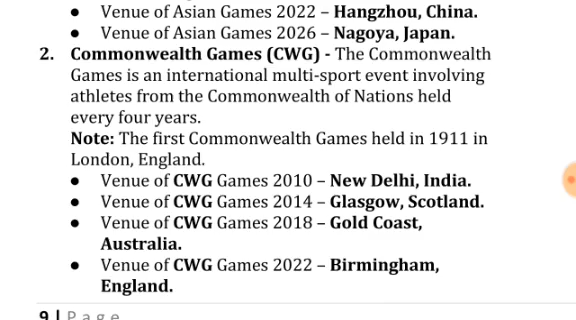 ● Venue of Asian Games 2022 – Hangzhou, China.
● Venue of Asian Games 2026 – Nagoya, Japan.
2. Commonwealth Games (CWG) - The Commonwealth
Games is an international multi-sport event involving
athletes from the Commonwealth of Nations held
every four years.
Note: The first Commonwealth Games held in 1911 in
London, England.
● Venue of CWG Games 2010 – New Delhi, India.
● Venue of CWG Games 2014 – Glasgow, Scotland.
● Venue of CWG Games 2018 – Gold Coast,
Australia.
● Venue of CWG Games 2022 – Birmingham,
England.
9 | Page